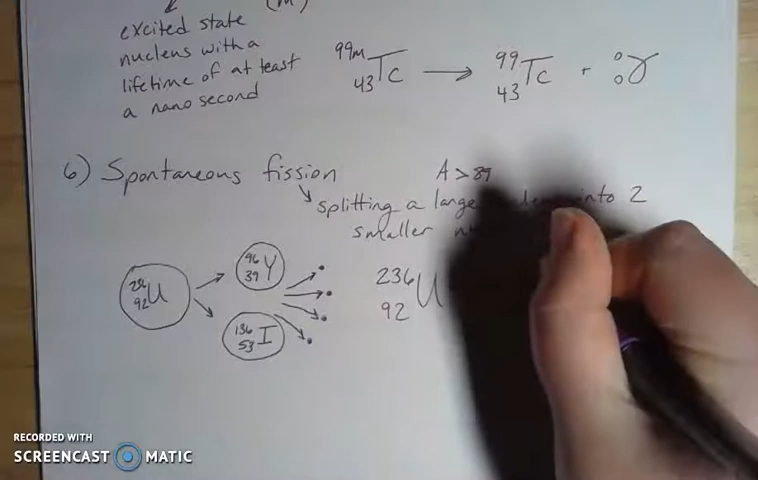 (m)
excited state
nucleus with a
lifetime of at least
a nano second
99m 43 Tc → 99 43 Tc + 0 0 γ
6) Spontaneous fission A > 89
splitting a large into 2
smaller
236 92 U
96 39 Y
136 53 I
236 92 U
RECORDED WITH
SCREENCAST MATIC